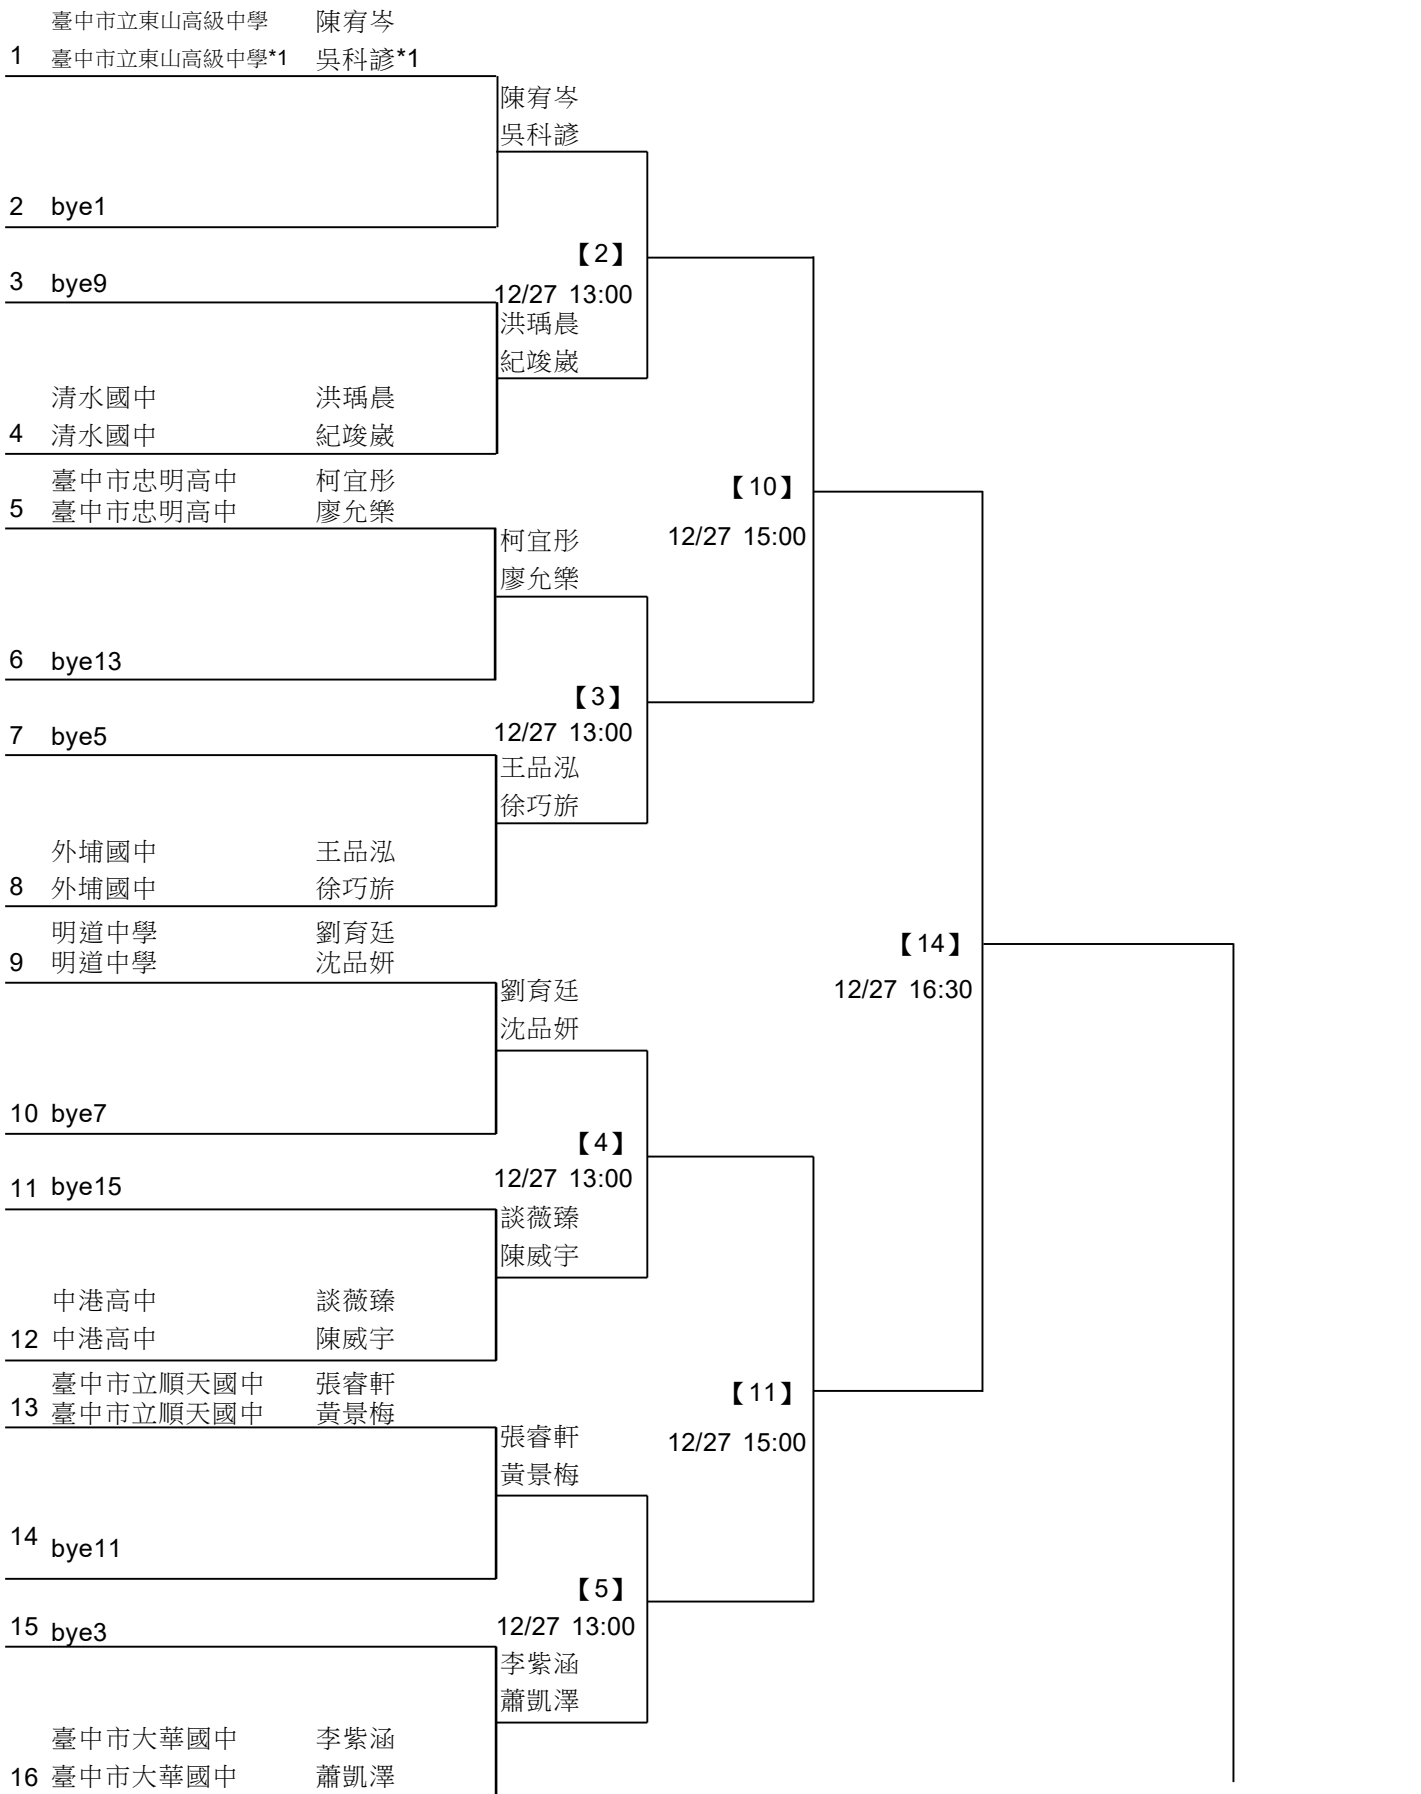 臺中市立東山高級中學 陳宥岑
1 臺中市立東山高級中學*1 吳科諺*1
陳宥岑
吳科諺
2 bye1
【2】
3 bye9
12/27 13:00
洪瑀晨
紀竣崴
清水國中 洪瑀晨
4 清水國中 紀竣崴
臺中市忠明高中 柯宜彤
【10】
5 臺中市忠明高中 廖允樂
柯宜彤
12/27 15:00
廖允樂
6 bye13
【3】
7 bye5
12/27 13:00
王品泓
徐巧旂
外埔國中 王品泓
8 外埔國中 徐巧旂
明道中學 劉育廷
【14】
9 明道中學 沈品妍
劉育廷
12/27 16:30
沈品妍
10 bye7
【4】
11 bye15
12/27 13:00
談薇臻
陳威宇
中港高中 談薇臻
12 中港高中 陳威宇
臺中市立順天國中 張睿軒
【11】
13 臺中市立順天國中 黃景梅
張睿軒
12/27 15:00
黃景梅
14 bye11
【5】
15 bye3
12/27 13:00
李紫涵
蕭凱澤
臺中市大華國中 李紫涵
16 臺中市大華國中 蕭凱澤